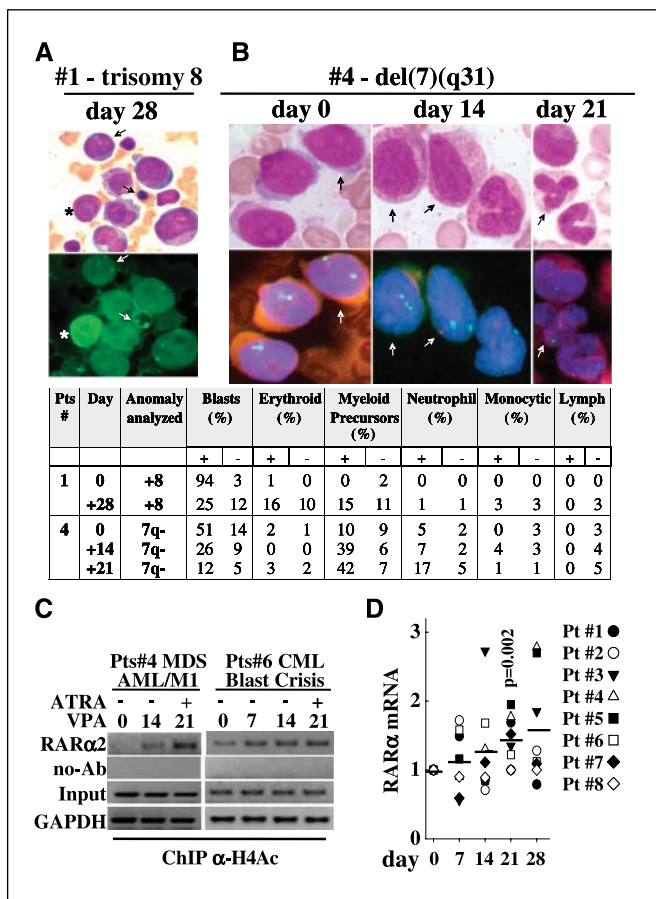 A
B
#1 - trisomy 8
#4 - del(7)(q31)
day 28
day 0
day 14
day 21
*
*
Pts # Day Anomaly analyzed Blasts (%) Erythroid (%) Myeloid Precursors (%) Neutrophil (%) Monocytic (%) Lymph (%)
+ - + - + - + - + - + -
1 0 +8 94 3 1 0 0 2 0 0 0 0 0 0
+28 +8 25 12 16 10 15 11 1 1 3 3 0 3
4 0 7q- 51 14 2 1 10 9 5 2 0 3 0 3
+14 7q- 26 9 0 0 39 6 7 2 4 3 0 4
+21 7q- 12 5 3 2 42 7 17 5 1 1 0 5
C
Pts#4 MDS AML/M1
Pts#6 CML Blast Crisis
ATRA - - + - - - +
VPA 0 14 21 0 7 14 21
RARα2
no-Ab
Input
GAPDH
ChIP α-H4Ac
D
RARα mRNA
3
2
1
0
p=0.002
day 0 7 14 21 28
Pt #1
Pt #2
Pt #3
Pt #4
Pt #5
Pt #6
Pt #7
Pt #8